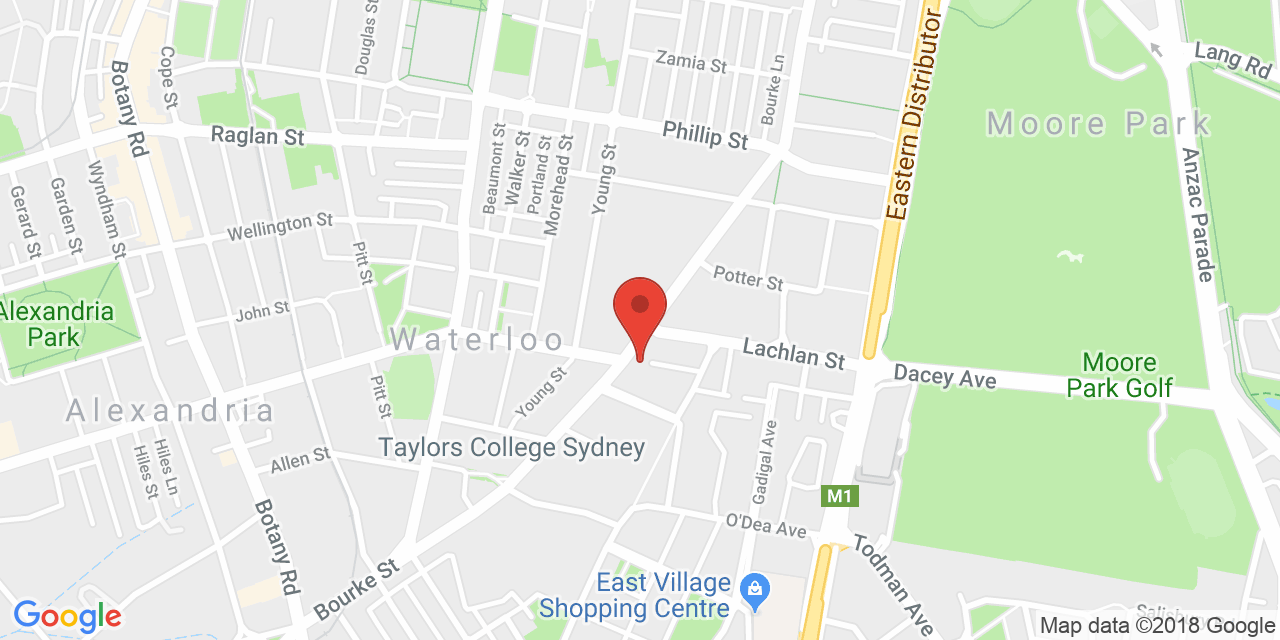 Douglas St
Cope St
Botany Rd
Zamia St
Bourke Ln
Eastern Distributor
Lang Rd
Raglan St
Phillip St
Moore Park
Beaumont St
Walker St
Portland St
Morehead St
Young St
Anzac Parade
Gerard St
Garden St
Wyndham St
Wellington St
Pitt St
Potter St
Alexandria
Park
John St
Waterloo
Lachlan St
Dacey Ave
Moore
Park Golf
Young St
Pitt St
Alexandria
Taylors College Sydney
Hiles St
Hiles Ln
Allen St
Gadigal Ave
M1
O'Dea Ave
Botany Rd
Todman Ave
Bourke St
East Village
Shopping Centre
Google
Map data ©2018 Google